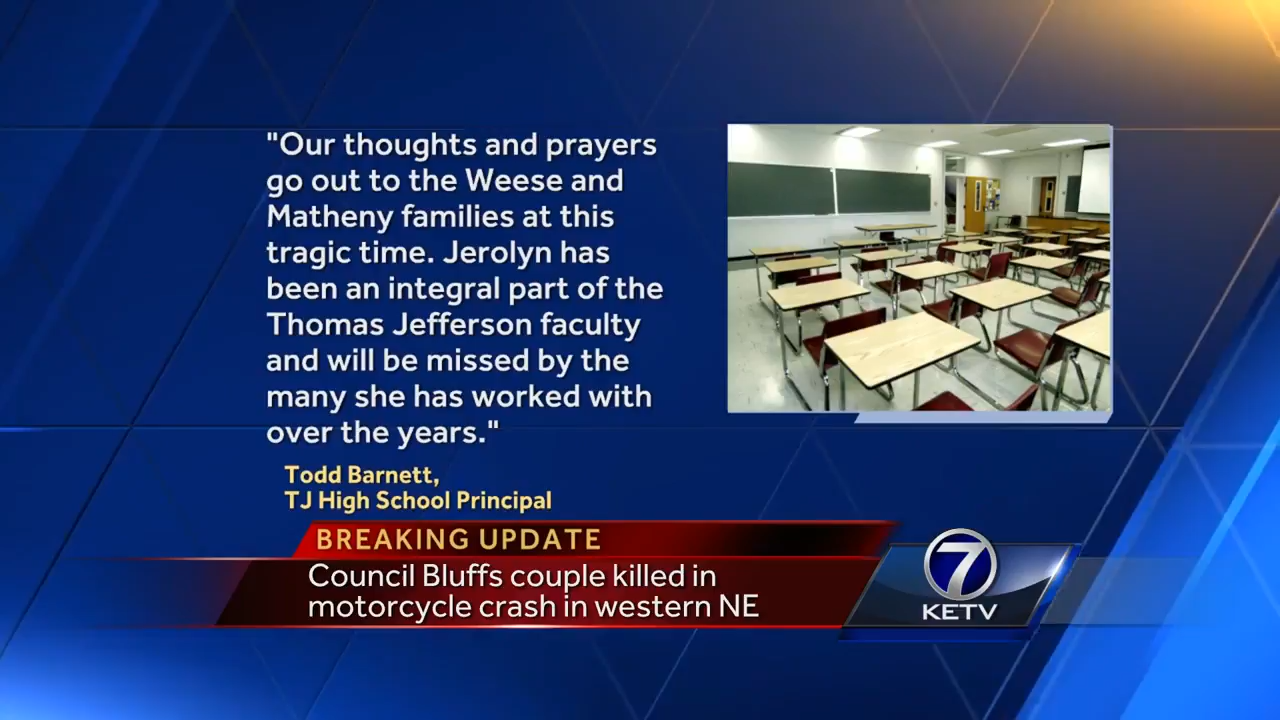 "Our thoughts and prayers
go out to the Weese and
Matheny families at this
tragic time. Jerolyn has
been an integral part of the
Thomas Jefferson faculty
and will be missed by the
many she has worked with
over the years."
Todd Barnett,
TJ High School Principal
BREAKING UPDATE
Council Bluffs couple killed in
motorcycle crash in western NE
7
KETV